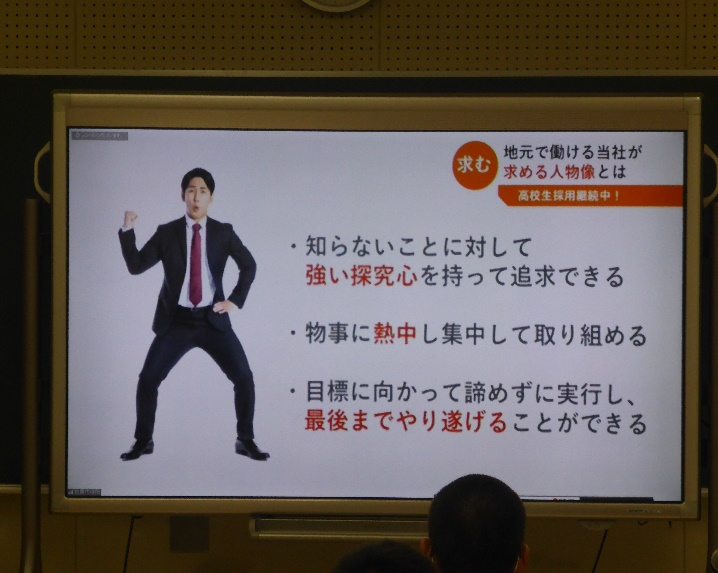 求む
地元で働ける当社が
求める人物像とは
高校生採用継続中！
・知らないことに対して
強い探究心を持って追求できる
・物事に熱中し集中して取り組める
・目標に向かって諦めずに実行し、
最後までやり遂げることができる